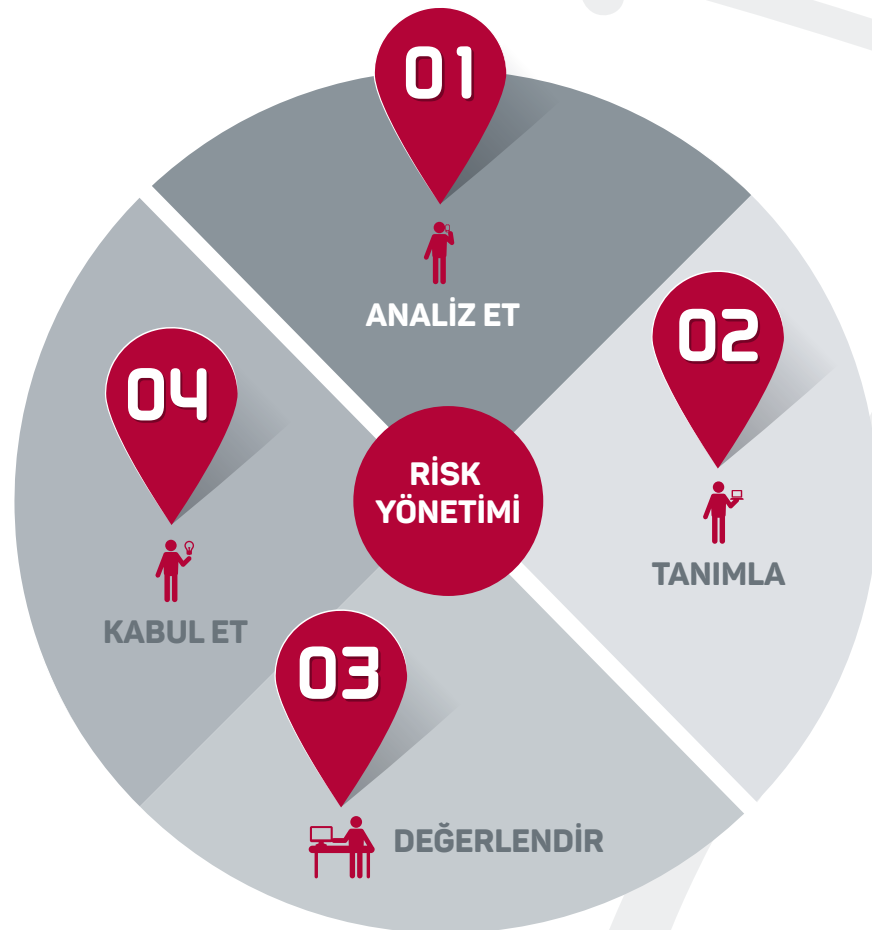 01
ANALİZ ET
02
TANIMLA
03
DEĞERLENDİR
04
KABUL ET
RİSK
YÖNETİMİ